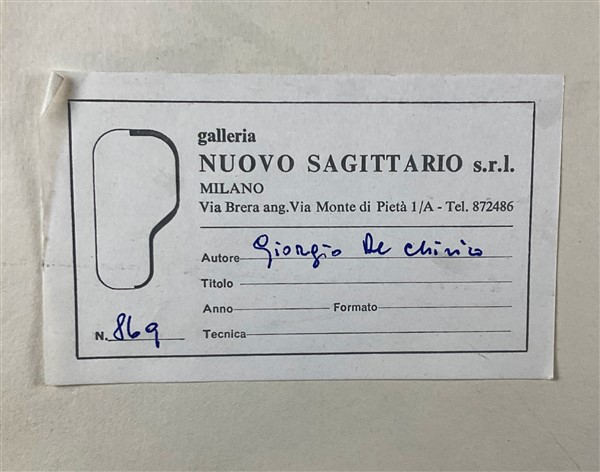 galleria
NUOVO SAGITTARIO s.r.l.
MILANO
Via Brera ang.Via Monte di Pietà 1/A - Tel. 872486
Autore Giorgio De Chirico
Titolo
Anno Formato
N. 869 Tecnica